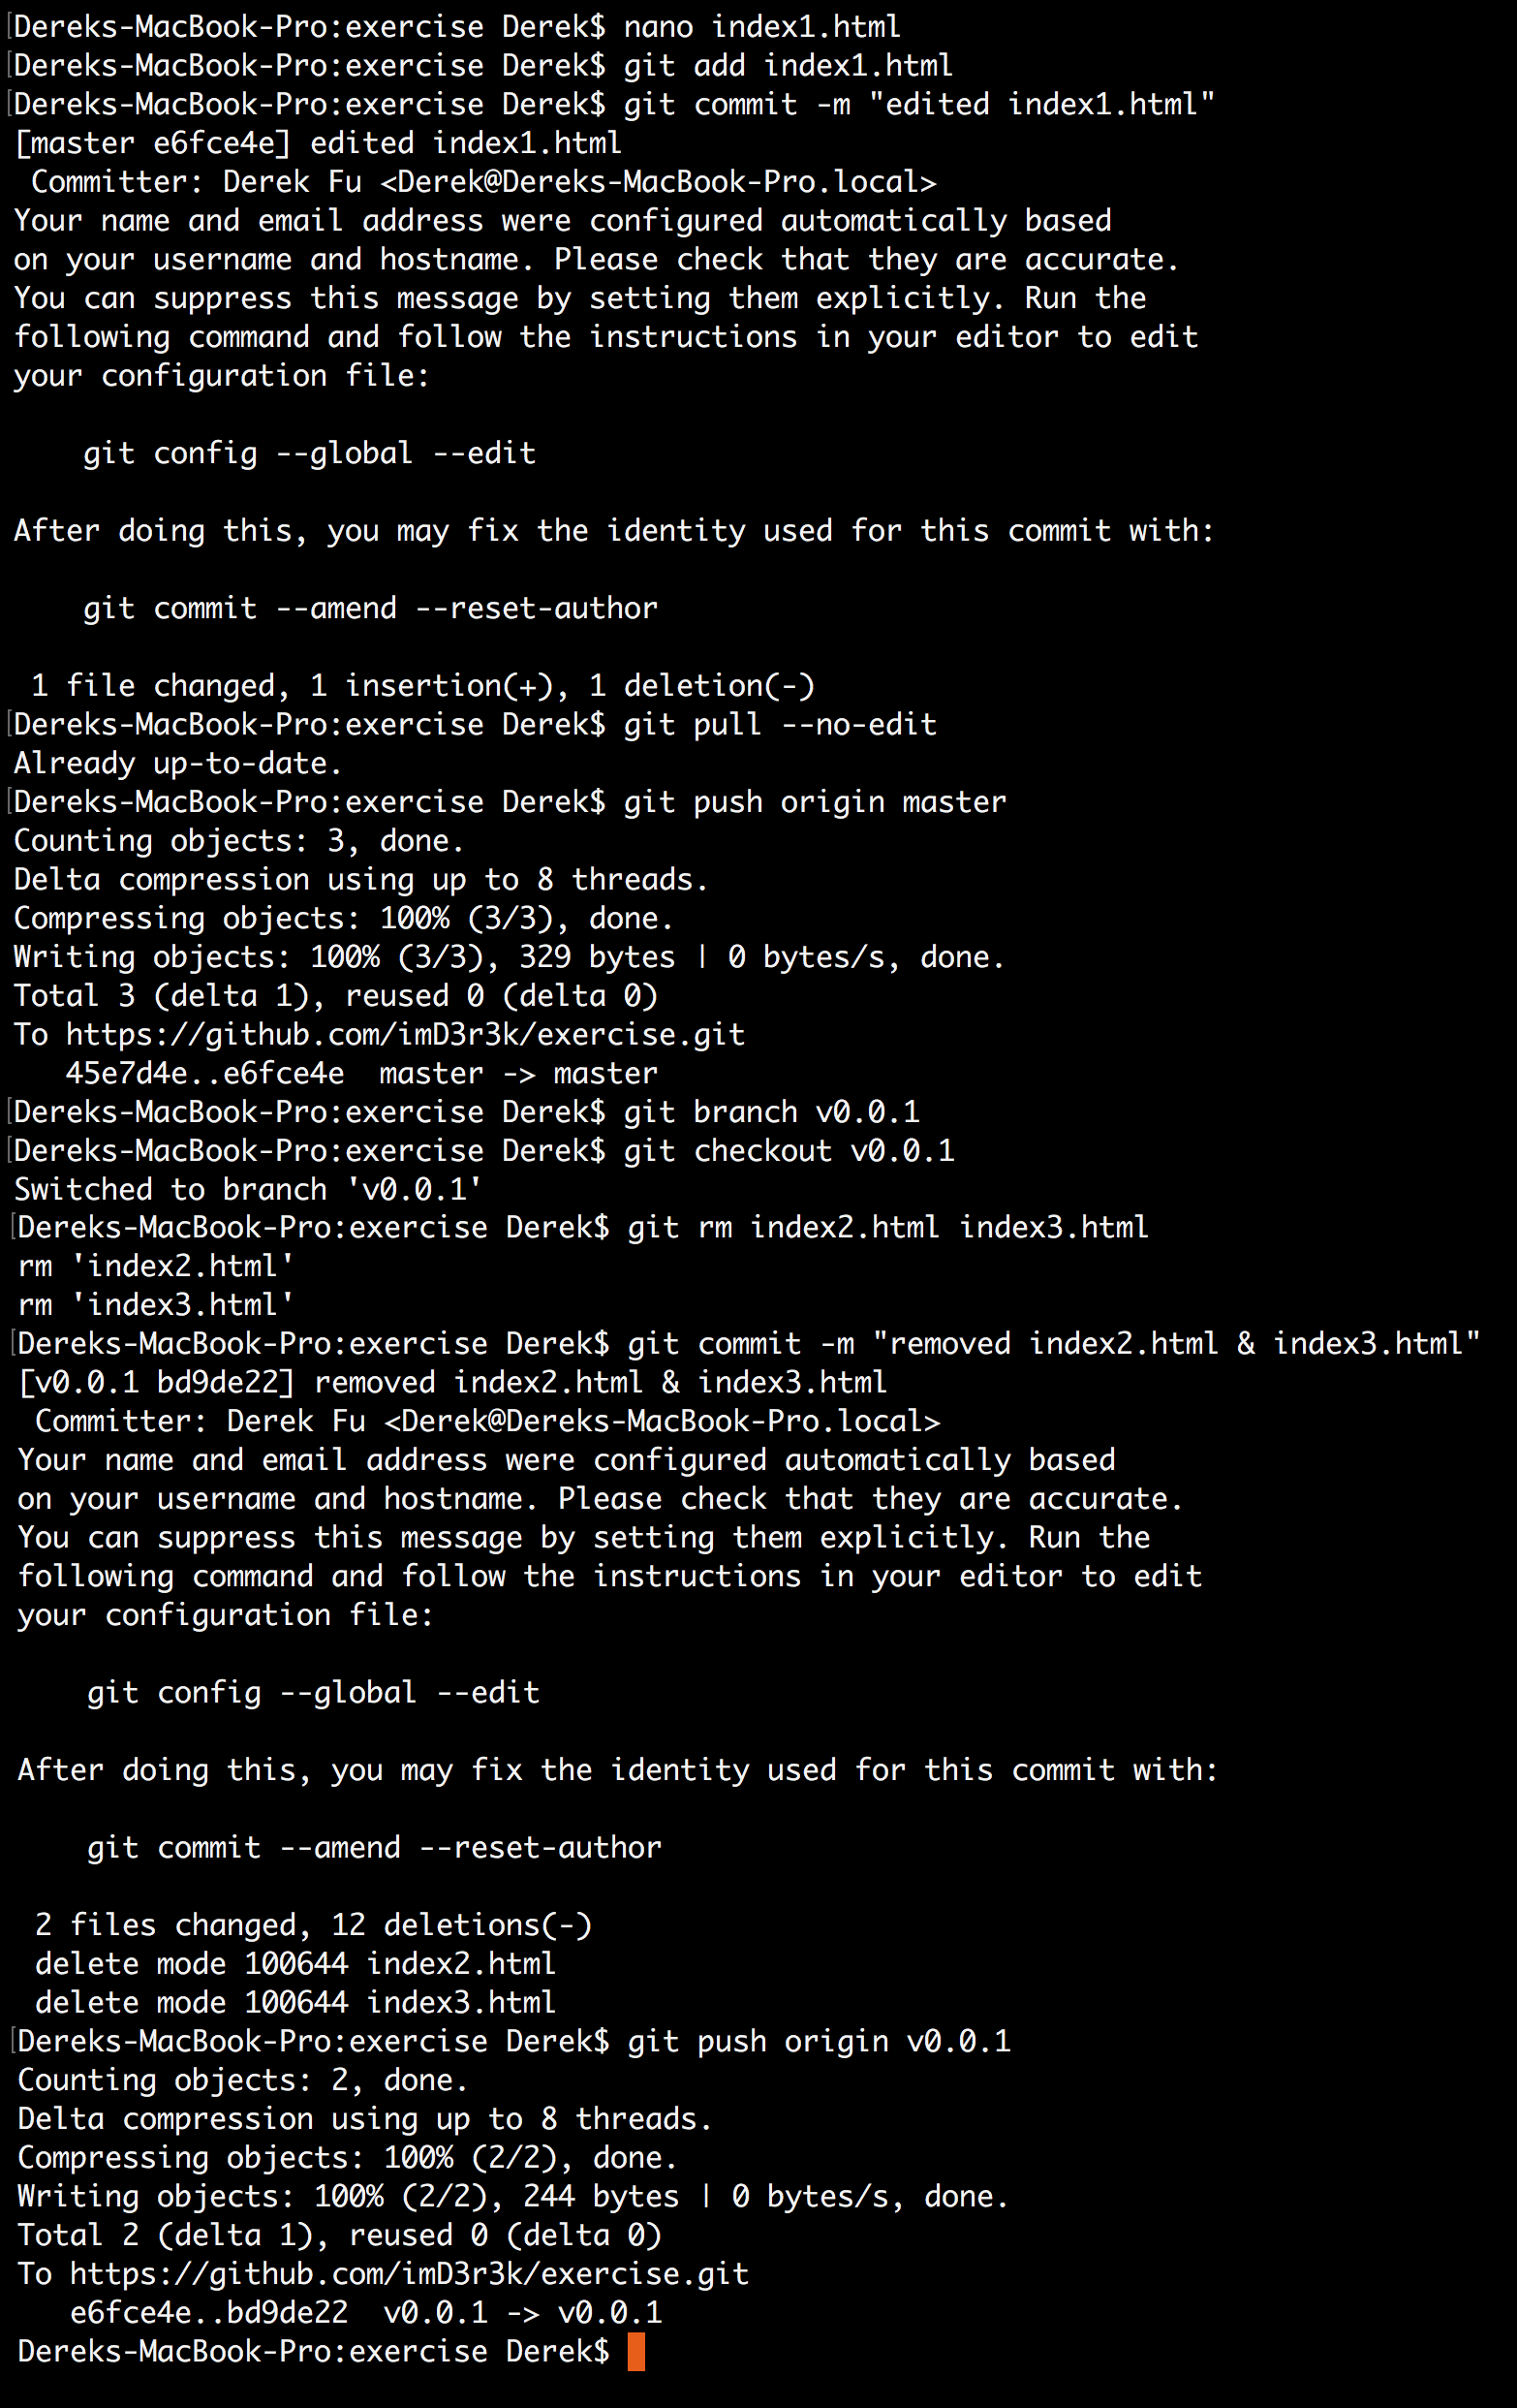 [Dereks-MacBook-Pro:exercise Derek$ nano index1.html
[Dereks-MacBook-Pro:exercise Derek$ git add index1.html
[Dereks-MacBook-Pro:exercise Derek$ git commit -m "edited index1.html"
[master e6fce4e] edited index1.html
 Committer: Derek Fu <Derek@Dereks-MacBook-Pro.local>
Your name and email address were configured automatically based
on your username and hostname. Please check that they are accurate.
You can suppress this message by setting them explicitly. Run the
following command and follow the instructions in your editor to edit
your configuration file:

    git config --global --edit

After doing this, you may fix the identity used for this commit with:

    git commit --amend --reset-author

 1 file changed, 1 insertion(+), 1 deletion(-)
[Dereks-MacBook-Pro:exercise Derek$ git pull --no-edit
Already up-to-date.
[Dereks-MacBook-Pro:exercise Derek$ git push origin master
Counting objects: 3, done.
Delta compression using up to 8 threads.
Compressing objects: 100% (3/3), done.
Writing objects: 100% (3/3), 329 bytes | 0 bytes/s, done.
Total 3 (delta 1), reused 0 (delta 0)
To https://github.com/imD3r3k/exercise.git
   45e7d4e..e6fce4e  master -> master
[Dereks-MacBook-Pro:exercise Derek$ git branch v0.0.1
[Dereks-MacBook-Pro:exercise Derek$ git checkout v0.0.1
Switched to branch 'v0.0.1'
[Dereks-MacBook-Pro:exercise Derek$ git rm index2.html index3.html
rm 'index2.html'
rm 'index3.html'
[Dereks-MacBook-Pro:exercise Derek$ git commit -m "removed index2.html & index3.html"
[v0.0.1 bd9de22] removed index2.html & index3.html
 Committer: Derek Fu <Derek@Dereks-MacBook-Pro.local>
Your name and email address were configured automatically based
on your username and hostname. Please check that they are accurate.
You can suppress this message by setting them explicitly. Run the
following command and follow the instructions in your editor to edit
your configuration file:

    git config --global --edit

After doing this, you may fix the identity used for this commit with:

    git commit --amend --reset-author

 2 files changed, 12 deletions(-)
 delete mode 100644 index2.html
 delete mode 100644 index3.html
[Dereks-MacBook-Pro:exercise Derek$ git push origin v0.0.1
Counting objects: 2, done.
Delta compression using up to 8 threads.
Compressing objects: 100% (2/2), done.
Writing objects: 100% (2/2), 244 bytes | 0 bytes/s, done.
Total 2 (delta 1), reused 0 (delta 0)
To https://github.com/imD3r3k/exercise.git
   e6fce4e..bd9de22  v0.0.1 -> v0.0.1
Dereks-MacBook-Pro:exercise Derek$